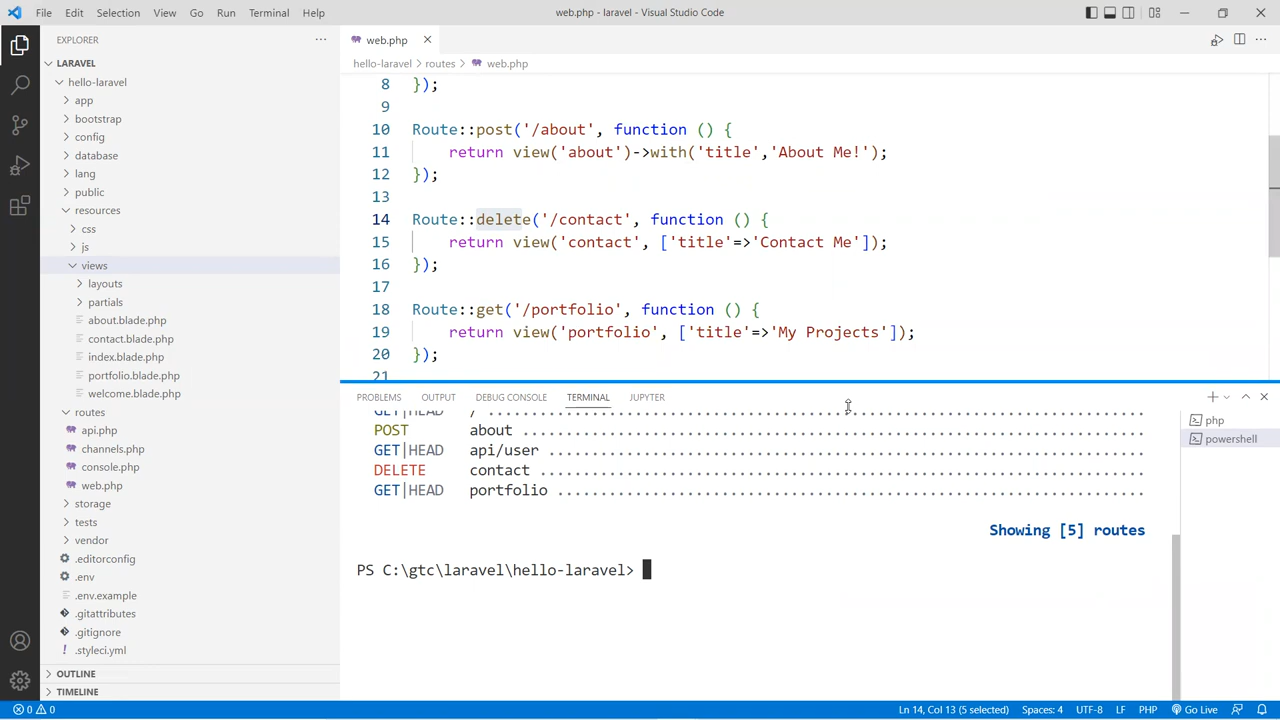 File Edit Selection View Go Run Terminal Help web.php - laravel - Visual Studio Code
EXPLORER
LARAVEL
hello-laravel
app
bootstrap
config
database
lang
public
resources
css
js
views
layouts
partials
about.blade.php
contact.blade.php
index.blade.php
portfolio.blade.php
welcome.blade.php
routes
api.php
channels.php
console.php
web.php
storage
tests
vendor
.editorconfig
.env
.env.example
.gitattributes
.gitignore
.styleci.yml
OUTLINE
TIMELINE
web.php
hello-laravel > routes > web.php
8 });
9
10 Route::post('/about', function () {
11 return view('about')->with('title','About Me!');
12 });
13
14 Route::delete('/contact', function () {
15 return view('contact', ['title'=>'Contact Me']);
16 });
17
18 Route::get('/portfolio', function () {
19 return view('portfolio', ['title'=>'My Projects']);
20 });
21
PROBLEMS OUTPUT DEBUG CONSOLE TERMINAL JUPYTER
GET|HEAD /
POST about
GET|HEAD api/user
DELETE contact
GET|HEAD portfolio
Showing [5] routes
PS C:\gtc\laravel\hello-laravel>
php
powershell
0 0 Ln 14, Col 13 (5 selected) Spaces: 4 UTF-8 LF PHP Go Live